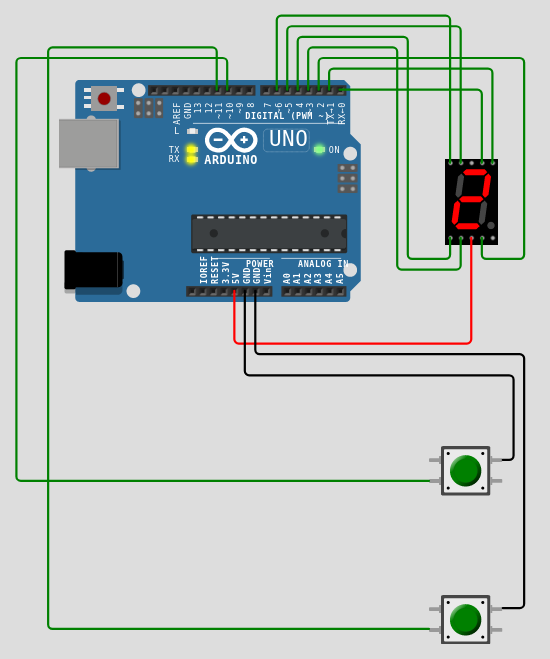 AREF
GND
13
12
~11
~10
~9
8
7
~6
~5
4
~3
~2
TX→1
RX←0
DIGITAL (PWM ~)
L
TX
RX
ARDUINO
UNO
ON
POWER
ANALOG IN
IOREF
RESET
3.3V
5V
GND
GND
Vin
A0
A1
A2
A3
A4
A5
2